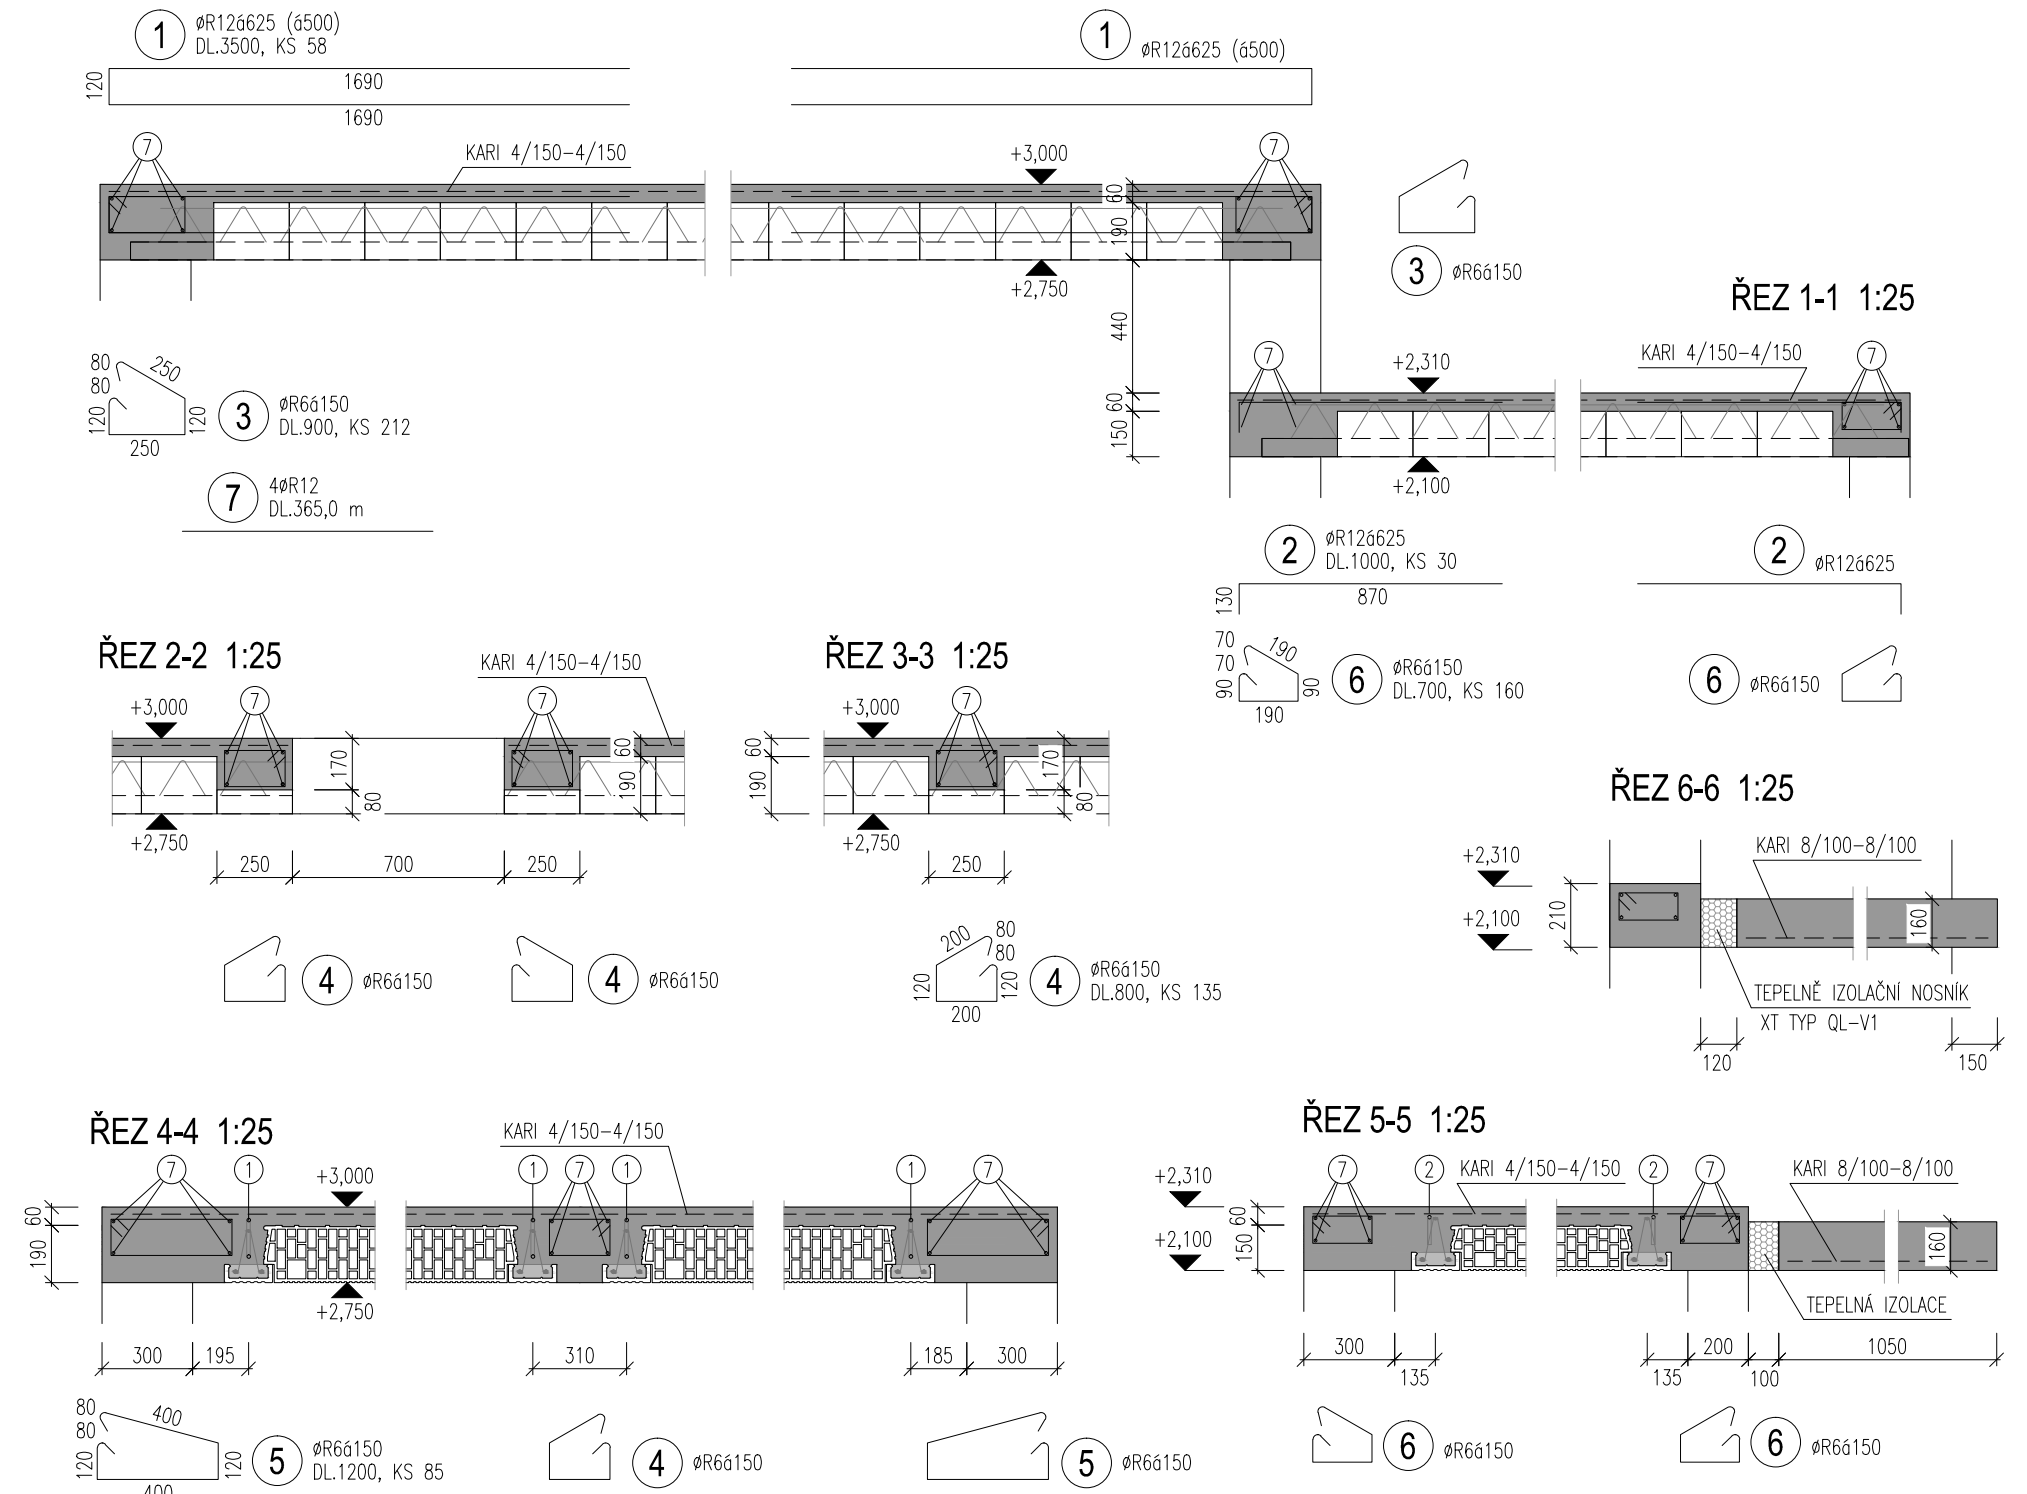 1
øR12á625 (á500)
DL.3500, KS 58
1
øR12á625 (á500)
120
1690
1690
7
KARI 4/150-4/150
+3,000
7
60
190
+2,750
440
3
øR6á150
ŘEZ 1-1 1:25
80
80
250
120
120
250
3
øR6á150
DL.900, KS 212
7
4øR12
DL.365,0 m
7
+2,310
KARI 4/150-4/150
7
60
150
+2,100
2
øR12á625
DL.1000, KS 30
2
øR12á625
130
870
70
70
190
90
90
190
6
øR6á150
DL.700, KS 160
6
øR6á150
ŘEZ 2-2 1:25
KARI 4/150-4/150
+3,000
7
7
170
80
60
190
+2,750
250
700
250
4
øR6á150
4
øR6á150
ŘEZ 3-3 1:25
+3,000
7
60
190
170
80
+2,750
250
200
80
80
120
120
200
4
øR6á150
DL.800, KS 135
ŘEZ 6-6 1:25
KARI 8/100-8/100
+2,310
+2,100
210
160
TEPELNĚ IZOLAČNÍ NOSNÍK
XT TYP QL-V1
120
150
ŘEZ 4-4 1:25
KARI 4/150-4/150
7
1
+3,000
1
7
1
1
7
60
190
+2,750
300
195
310
185
300
80
80
400
120
120
400
5
øR6á150
DL.1200, KS 85
4
øR6á150
5
øR6á150
ŘEZ 5-5 1:25
7
2
KARI 4/150-4/150
2
7
KARI 8/100-8/100
+2,310
+2,100
60
150
160
TEPELNÁ IZOLACE
300
135
135
200
100
1050
6
øR6á150
6
øR6á150